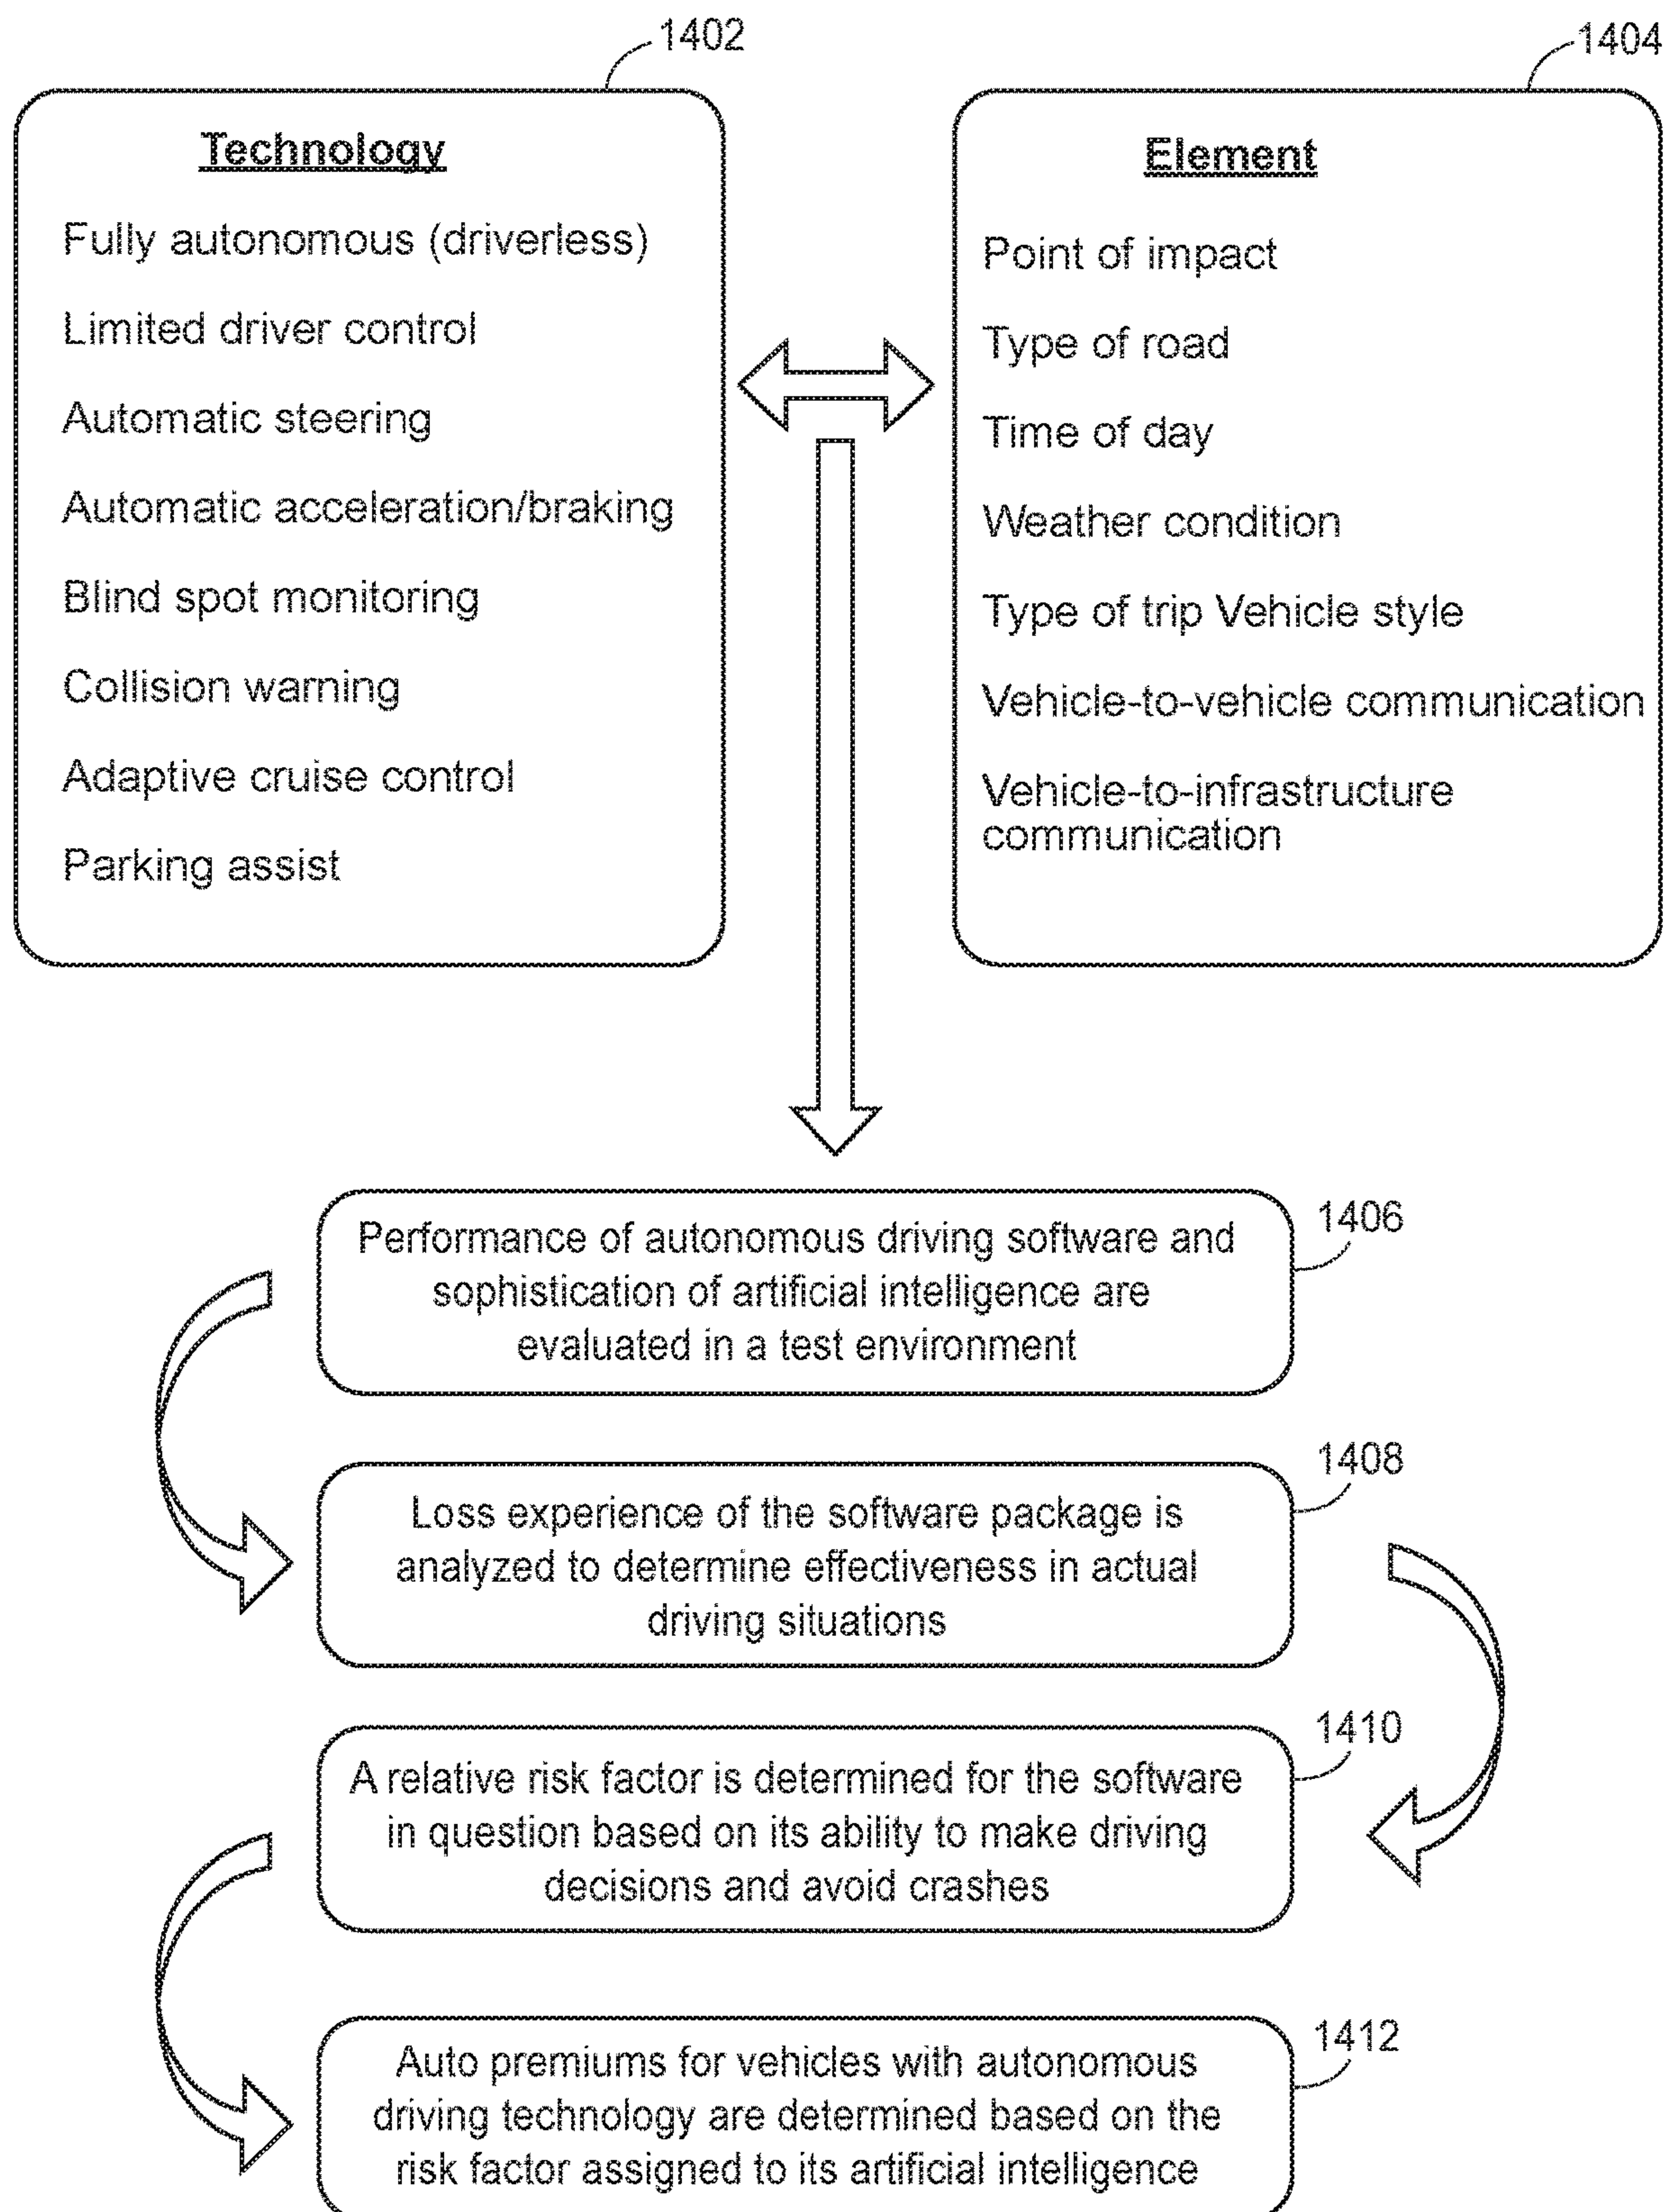 1402
Technology
Fully autonomous (driverless)
Limited driver control
Automatic steering
Automatic acceleration/braking
Blind spot monitoring
Collision warning
Adaptive cruise control
Parking assist
1404
Element
Point of impact
Type of road
Time of day
Weather condition
Type of trip Vehicle style
Vehicle-to-vehicle communication
Vehicle-to-infrastructure
communication
1406
Performance of autonomous driving software and
sophistication of artificial intelligence are
evaluated in a test environment
1408
Loss experience of the software package is
analyzed to determine effectiveness in actual
driving situations
1410
A relative risk factor is determined for the software
in question based on its ability to make driving
decisions and avoid crashes
1412
Auto premiums for vehicles with autonomous
driving technology are determined based on the
risk factor assigned to its artificial intelligence